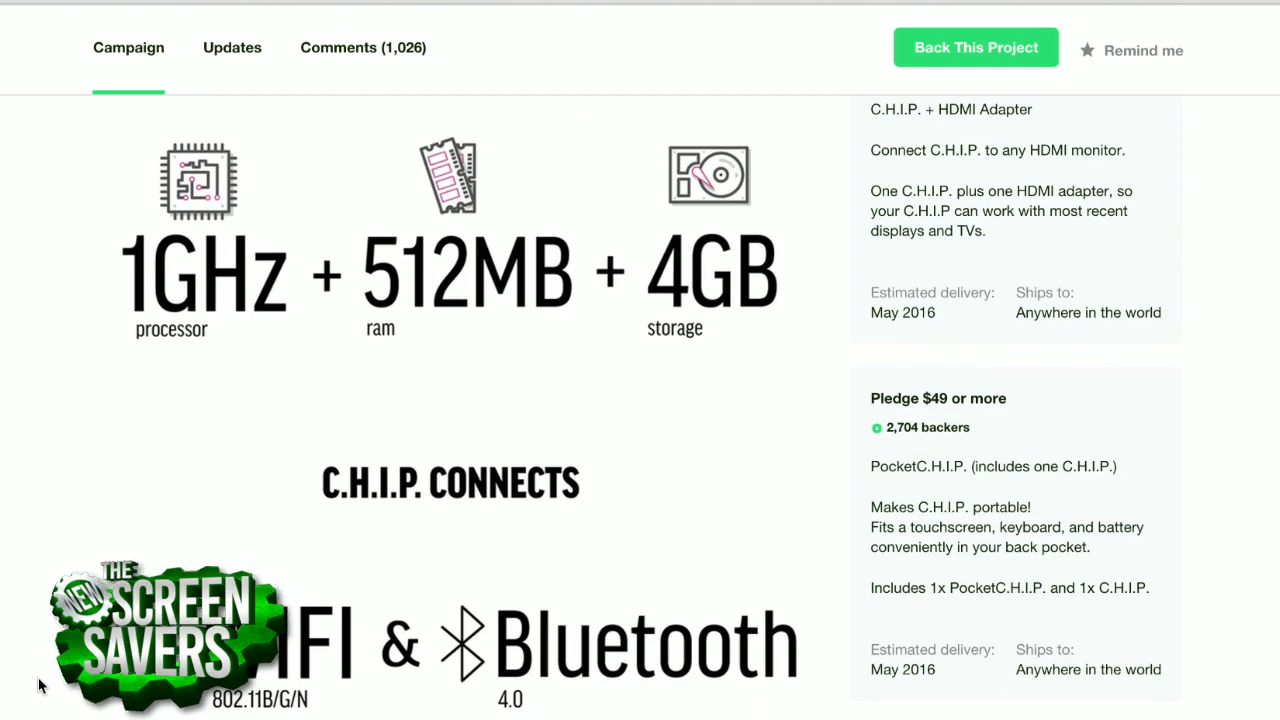 Campaign
Updates
Comments (1,026)
Back This Project
Remind me
1GHz + 512MB + 4GB
processor
ram
storage
C.H.I.P. CONNECTS
IFI & Bluetooth
802.11B/G/N
4.0
C.H.I.P. + HDMI Adapter
Connect C.H.I.P. to any HDMI monitor.
One C.H.I.P. plus one HDMI adapter, so
your C.H.I.P can work with most recent
displays and TVs.
Estimated delivery:
Ships to:
May 2016
Anywhere in the world
Pledge $49 or more
2,704 backers
PocketC.H.I.P. (includes one C.H.I.P.)
Makes C.H.I.P. portable!
Fits a touchscreen, keyboard, and battery
conveniently in your back pocket.
Includes 1x PocketC.H.I.P. and 1x C.H.I.P.
Estimated delivery:
Ships to:
May 2016
Anywhere in the world
THE
NEW
SCREEN
SAVERS